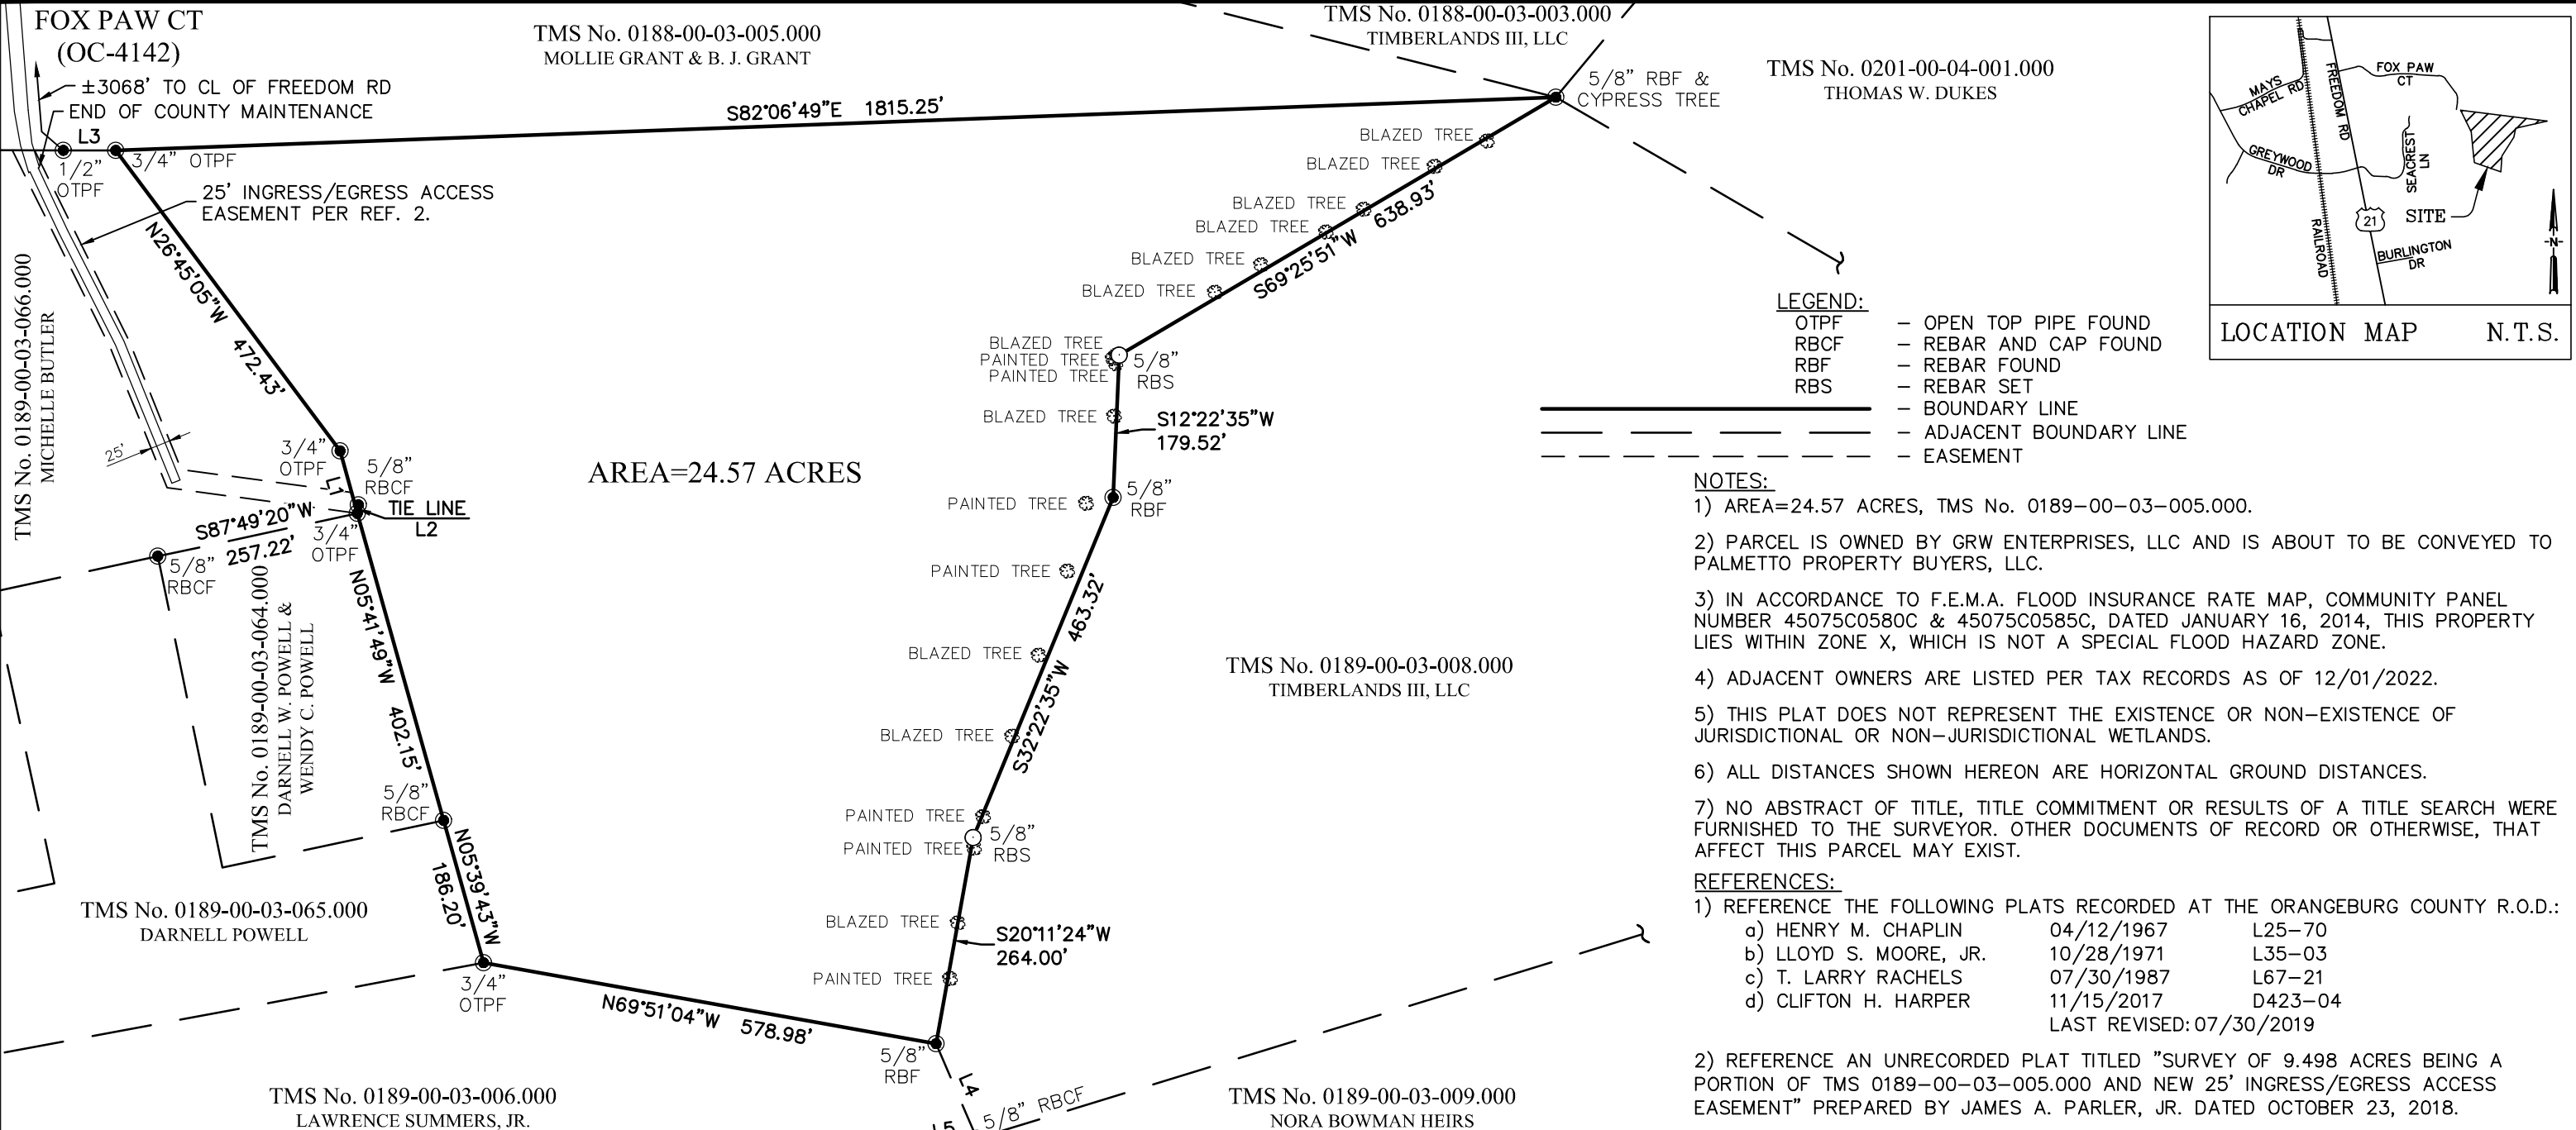 FOX PAW CT
(OC-4142)
±3068' TO CL OF FREEDOM RD
END OF COUNTY MAINTENANCE
L3
1/2"
OTPF
3/4" OTPF
25' INGRESS/EGRESS ACCESS
EASEMENT PER REF. 2.
TMS No. 0188-00-03-005.000
MOLLIE GRANT & B. J. GRANT
S82°06'49"E 1815.25'
TMS No. 0188-00-03-003.000
TIMBERLANDS III, LLC
5/8" RBF &
CYPRESS TREE
TMS No. 0201-00-04-001.000
THOMAS W. DUKES
BLAZED TREE
BLAZED TREE
BLAZED TREE
BLAZED TREE
BLAZED TREE
BLAZED TREE
S69°25'51"W 638.93'
BLAZED TREE
PAINTED TREE
PAINTED TREE
5/8"
RBS
BLAZED TREE
S12°22'35"W
179.52'
PAINTED TREE
5/8"
RBF
PAINTED TREE
BLAZED TREE
BLAZED TREE
S32°22'35"W 463.32'
PAINTED TREE
5/8"
RBS
PAINTED TREE
BLAZED TREE
S20°11'24"W
264.00'
PAINTED TREE
5/8"
RBF
L4
L5
5/8" RBCF
N69°51'04"W 578.98'
3/4"
OTPF
N05°39'43"W
186.20'
5/8"
RBCF
N05°41'49"W 402.15'
N26°45'05"W 472.43'
3/4"
OTPF
L1
5/8"
RBCF
TIE LINE
L2
3/4"
OTPF
S87°49'20"W
257.22'
5/8"
RBCF
25'
AREA=24.57 ACRES
TMS No. 0189-00-03-066.000
MICHELLE BUTLER
TMS No. 0189-00-03-064.000
DARNELL W. POWELL &
WENDY C. POWELL
TMS No. 0189-00-03-065.000
DARNELL POWELL
TMS No. 0189-00-03-006.000
LAWRENCE SUMMERS, JR.
TMS No. 0189-00-03-008.000
TIMBERLANDS III, LLC
TMS No. 0189-00-03-009.000
NORA BOWMAN HEIRS
MAYS
CHAPEL RD
FREEDOM RD
FOX PAW
CT
GREYWOOD
DR
SEACREST
LN
RAILROAD
21
SITE
BURLINGTON
DR
-N-
LOCATION MAP N.T.S.
LEGEND:
OTPF – OPEN TOP PIPE FOUND
RBCF – REBAR AND CAP FOUND
RBF – REBAR FOUND
RBS – REBAR SET
– BOUNDARY LINE
– ADJACENT BOUNDARY LINE
– EASEMENT
NOTES:
1) AREA=24.57 ACRES, TMS No. 0189–00–03–005.000.
2) PARCEL IS OWNED BY GRW ENTERPRISES, LLC AND IS ABOUT TO BE CONVEYED TO
PALMETTO PROPERTY BUYERS, LLC.
3) IN ACCORDANCE TO F.E.M.A. FLOOD INSURANCE RATE MAP, COMMUNITY PANEL
NUMBER 45075C0580C & 45075C0585C, DATED JANUARY 16, 2014, THIS PROPERTY
LIES WITHIN ZONE X, WHICH IS NOT A SPECIAL FLOOD HAZARD ZONE.
4) ADJACENT OWNERS ARE LISTED PER TAX RECORDS AS OF 12/01/2022.
5) THIS PLAT DOES NOT REPRESENT THE EXISTENCE OR NON–EXISTENCE OF
JURISDICTIONAL OR NON–JURISDICTIONAL WETLANDS.
6) ALL DISTANCES SHOWN HEREON ARE HORIZONTAL GROUND DISTANCES.
7) NO ABSTRACT OF TITLE, TITLE COMMITMENT OR RESULTS OF A TITLE SEARCH WERE
FURNISHED TO THE SURVEYOR. OTHER DOCUMENTS OF RECORD OR OTHERWISE, THAT
AFFECT THIS PARCEL MAY EXIST.
REFERENCES:
1) REFERENCE THE FOLLOWING PLATS RECORDED AT THE ORANGEBURG COUNTY R.O.D.:
a) HENRY M. CHAPLIN 04/12/1967 L25–70
b) LLOYD S. MOORE, JR. 10/28/1971 L35–03
c) T. LARRY RACHELS 07/30/1987 L67–21
d) CLIFTON H. HARPER 11/15/2017 D423–04
LAST REVISED: 07/30/2019
2) REFERENCE AN UNRECORDED PLAT TITLED "SURVEY OF 9.498 ACRES BEING A
PORTION OF TMS 0189–00–03–005.000 AND NEW 25' INGRESS/EGRESS ACCESS
EASEMENT" PREPARED BY JAMES A. PARLER, JR. DATED OCTOBER 23, 2018.